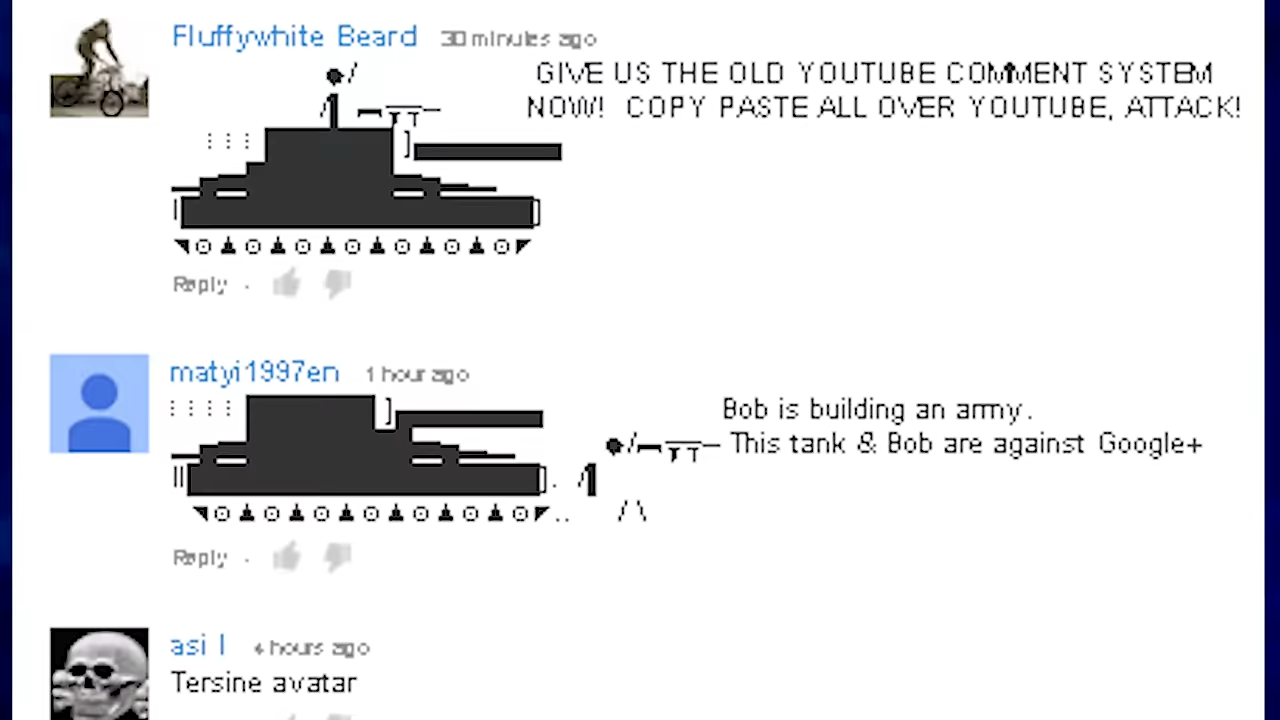 Fluffywhite Beard 30 minutes ago
GIVE US THE OLD YOUTUBE COMMENT SYSTEM
NOW! COPY PASTE ALL OVER YOUTUBE, ATTACK!
Reply
matyi1997en 1 hour ago
Bob is building an army.
This tank & Bob are against Google+
Reply
asi l 4 hours ago
Tersine avatar